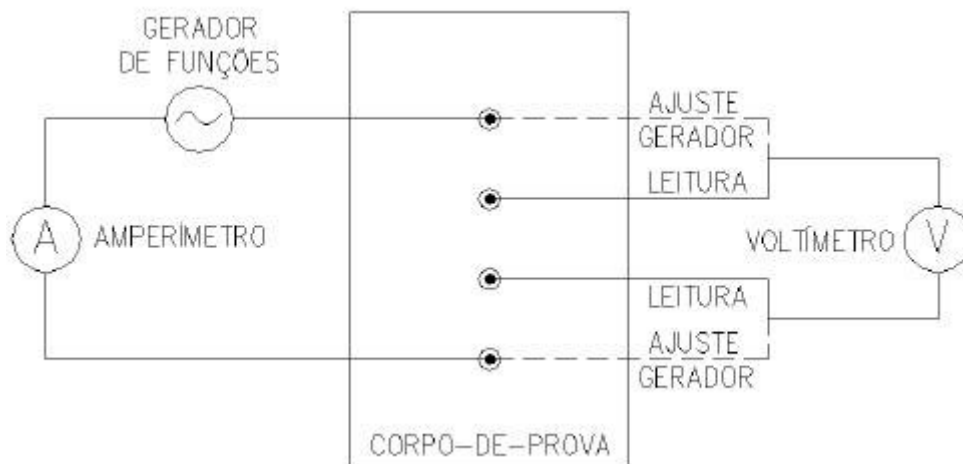 GERADOR
DE FUNÇÕES
AJUSTE
GERADOR
LEITURA
A
AMPERÍMETRO
VOLTÍMETRO
V
LEITURA
AJUSTE
GERADOR
CORPO-DE-PROVA